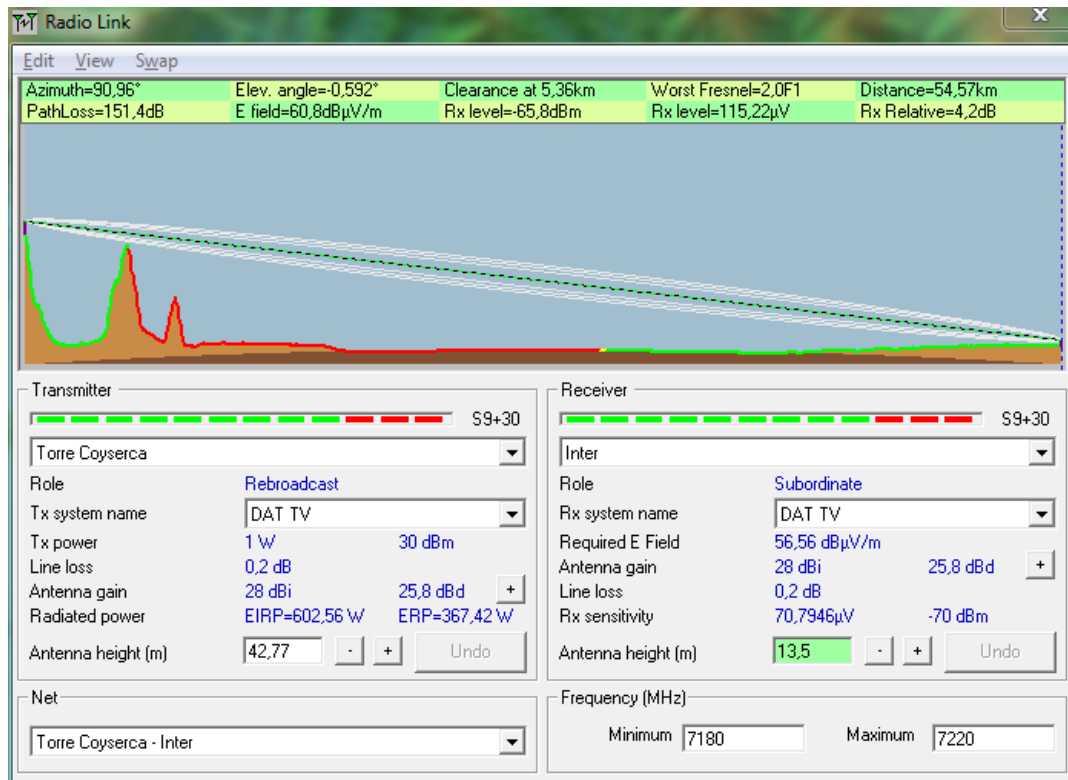 Radio Link
X
Edit View Swap
Azimuth=90,96° Elev. angle=-0,592° Clearance at 5,36km Worst Fresnel=2,0F1 Distance=54,57km
PathLoss=151,4dB E field=60,8dBµV/m Rx level=-65,8dBm Rx level=115,22µV Rx Relative=4,2dB
Transmitter
S9+30
Torre Coyserca
Role Rebroadcast
Tx system name DAT TV
Tx power 1 W 30 dBm
Line loss 0,2 dB
Antenna gain 28 dBi 25,8 dBd +
Radiated power EIRP=602,56 W ERP=367,42 W
Antenna height (m) 42,77 - + Undo
Net
Torre Coyserca - Inter
Receiver
S9+30
Inter
Role Subordinate
Rx system name DAT TV
Required E Field 56,56 dBµV/m
Antenna gain 28 dBi 25,8 dBd +
Line loss 0,2 dB
Rx sensitivity 70,7946µV -70 dBm
Antenna height (m) 13,5 - + Undo
Frequency (MHz)
Minimum 7180 Maximum 7220